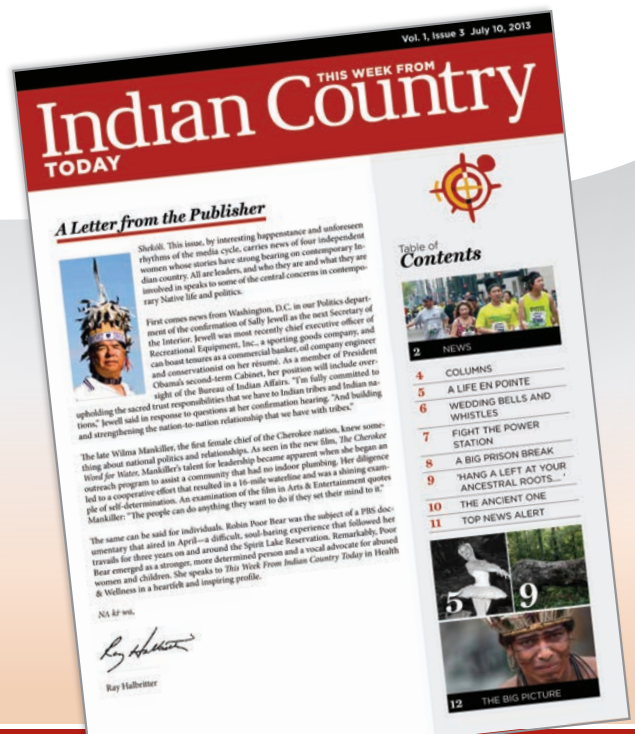 Vol. 1, Issue 3 July 10, 2013
THIS WEEK FROM
Indian Country
TODAY
A Letter from the Publisher
Shekóli. This issue, by interesting happenstance and unforeseen
rhythms of the media cycle, carries news of four independent
women whose stories have strong bearing on contemporary In-
dian country. All are leaders, and who they are and what they are
involved in speaks to some of the central concerns in contempo-
rary Native life and politics.
First comes news from Washington, D.C. in our Politics depart-
ment of the confirmation of Sally Jewell as the next Secretary of
the Interior. Jewell was most recently chief executive officer of
Recreational Equipment, Inc., a sporting goods company, and
can boast tenures as a commercial banker, oil company engineer
and conservationist on her résumé. As a member of President
Obama's second-term Cabinet, her position will include over-
sight of the Bureau of Indian Affairs. "I'm fully committed to
upholding the sacred trust responsibilities that we have to Indian tribes and Indian na-
tions," Jewell said in response to questions at her confirmation hearing. "And building
and strengthening the nation-to-nation relationship that we have with tribes."
The late Wilma Mankiller, the first female chief of the Cherokee nation, knew some-
thing about national politics and relationships. As seen in the new film, The Cherokee
Word for Water, Mankiller's talent for leadership became apparent when she began an
outreach program to assist a community that had no indoor plumbing. Her diligence
led to a cooperative effort that resulted in a 16-mile waterline and was a shining exam-
ple of self-determination. An examination of the film in Arts & Entertainment quotes
Mankiller: "The people can do anything they want to do if they set their mind to it."
The same can be said for individuals. Robin Poor Bear was the subject of a PBS doc-
umentary that aired in April—a difficult, soul-baring experience that followed her
travails for three years on and around the Spirit Lake Reservation. Remarkably, Poor
Bear emerged as a stronger, more determined person and a vocal advocate for abused
women and children. She speaks to This Week From Indian Country Today in Health
& Wellness in a heartfelt and inspiring profile.
NA ki wa,
Ray Halbritter
Ray Halbritter
Table of
Contents
2 NEWS
4 COLUMNS
5 A LIFE EN POINTE
6 WEDDING BELLS AND
WHISTLES
7 FIGHT THE POWER
STATION
8 A BIG PRISON BREAK
9 'HANG A LEFT AT YOUR
ANCESTRAL ROOTS....'
10 THE ANCIENT ONE
11 TOP NEWS ALERT
5
9
12 THE BIG PICTURE